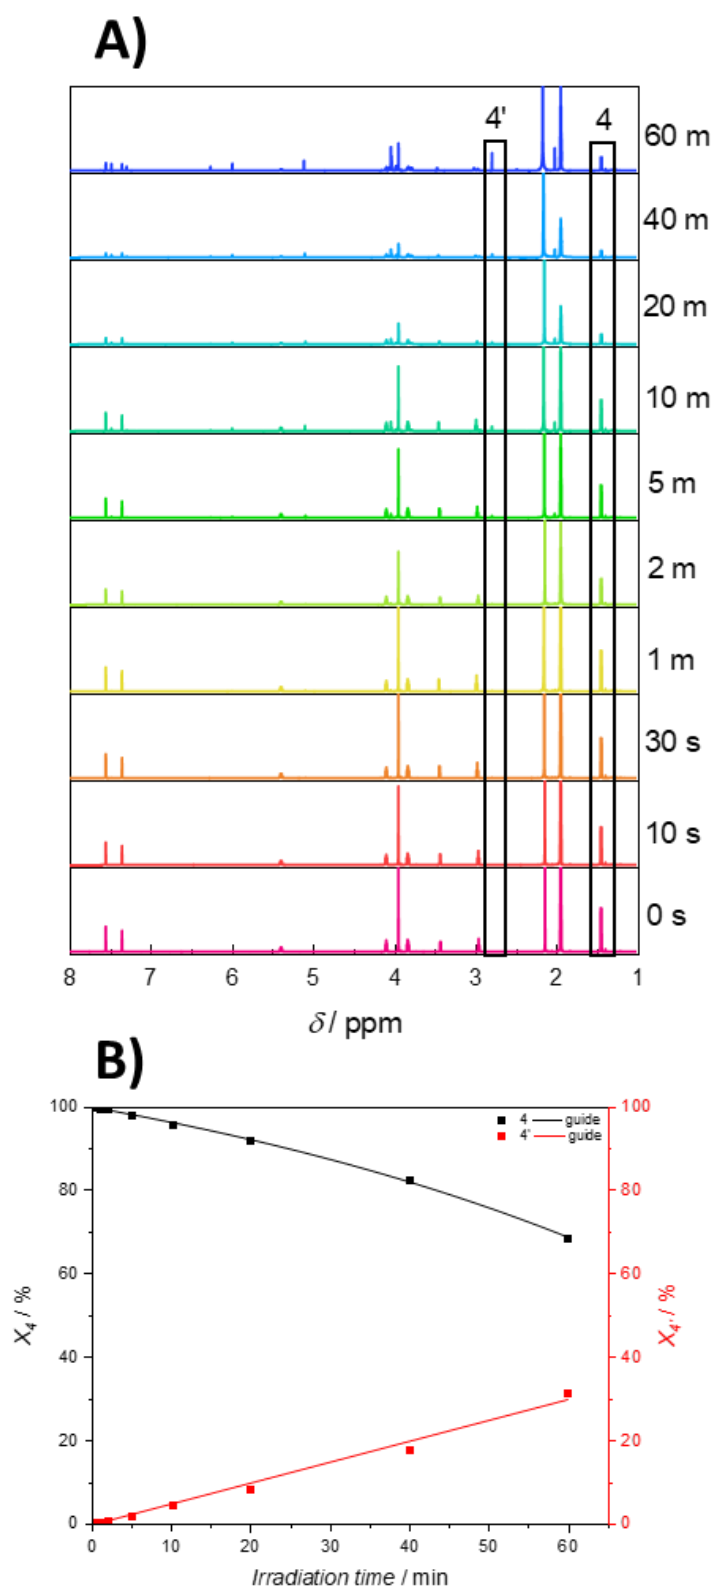 A)
4' 4
60 m
40 m
20 m
10 m
5 m
2 m
1 m
30 s
10 s
0 s
8 7 6 5 4 3 2 1
δ / ppm
B)
100 100
4 guide
4' guide
80 80
60 60
40 40
20 20
0 0
X4 / %
X4' / %
0 10 20 30 40 50 60
Irradiation time / min